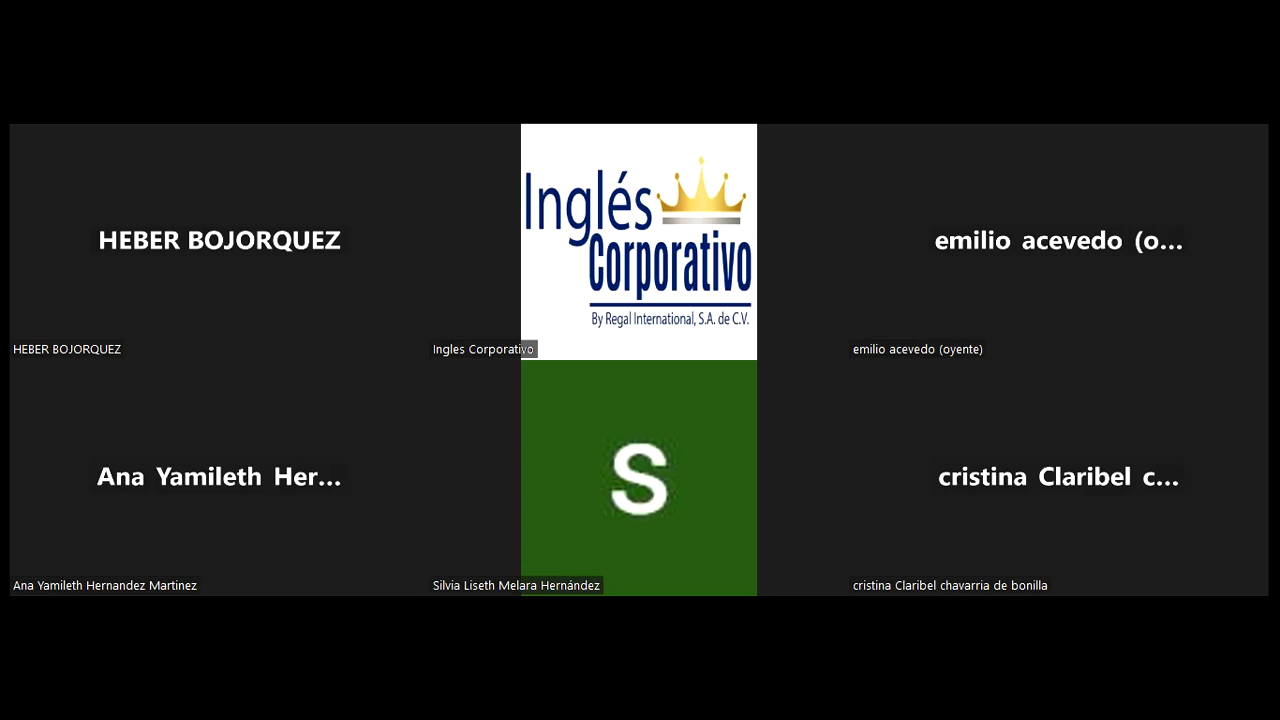 HEBER BOJORQUEZ
HEBER BOJORQUEZ
Inglés
Corporativo
By Regal International, S.A. de C.V.
Ingles Corporativo
emilio acevedo (o...
emilio acevedo (oyente)
Ana Yamileth Her...
Ana Yamileth Hernandez Martinez
S
Silvia Liseth Melara Hernández
cristina Claribel c...
cristina Claribel chavarria de bonilla